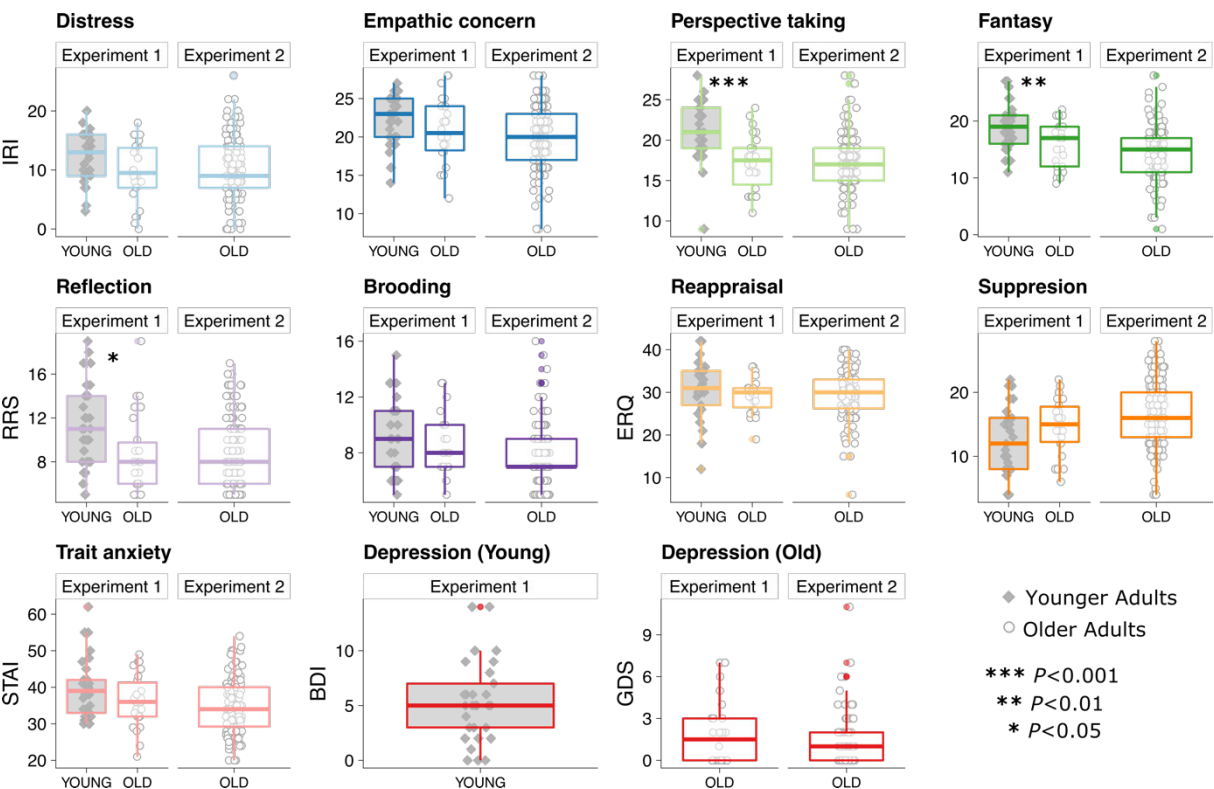 Distress
Empathic concern
Perspective taking
Fantasy
Experiment 1 Experiment 2
Experiment 1 Experiment 2
Experiment 1 Experiment 2
Experiment 1 Experiment 2
IRI
20
10
0
25
20
15
10
***
25
20
15
10
**
20
10
0
YOUNG OLD OLD
YOUNG OLD OLD
YOUNG OLD OLD
YOUNG OLD OLD
Reflection
Brooding
Reappraisal
Suppresion
Experiment 1 Experiment 2
Experiment 1 Experiment 2
Experiment 1 Experiment 2
Experiment 1 Experiment 2
RRS
*
16
12
8
16
12
8
ERQ
40
30
20
10
20
10
YOUNG OLD OLD
YOUNG OLD OLD
YOUNG OLD OLD
YOUNG OLD OLD
Trait anxiety
Depression (Young)
Depression (Old)
Experiment 1 Experiment 2
Experiment 1
Experiment 1 Experiment 2
STAI
60
50
40
30
20
BDI
10
5
0
GDS
9
6
3
0
YOUNG OLD OLD
YOUNG
OLD OLD
Younger Adults
Older Adults
*** P<0.001
** P<0.01
* P<0.05